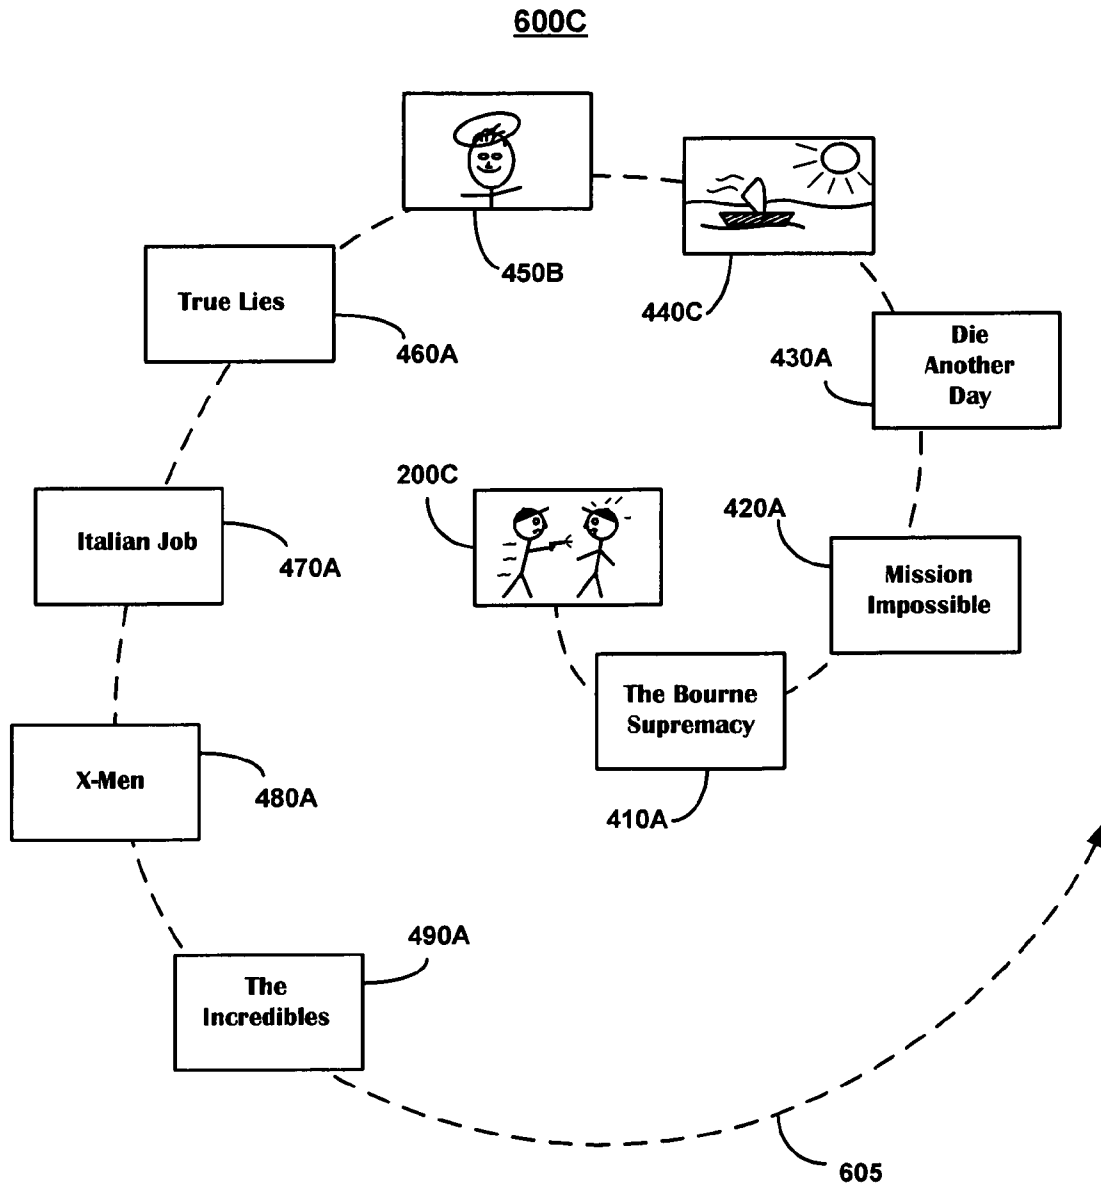 600C
450B
440C
True Lies
460A
Die
Another
Day
430A
200C
420A
Italian Job
470A
Mission
Impossible
The Bourne
Supremacy
X-Men
480A
410A
490A
The
Incredibles
605